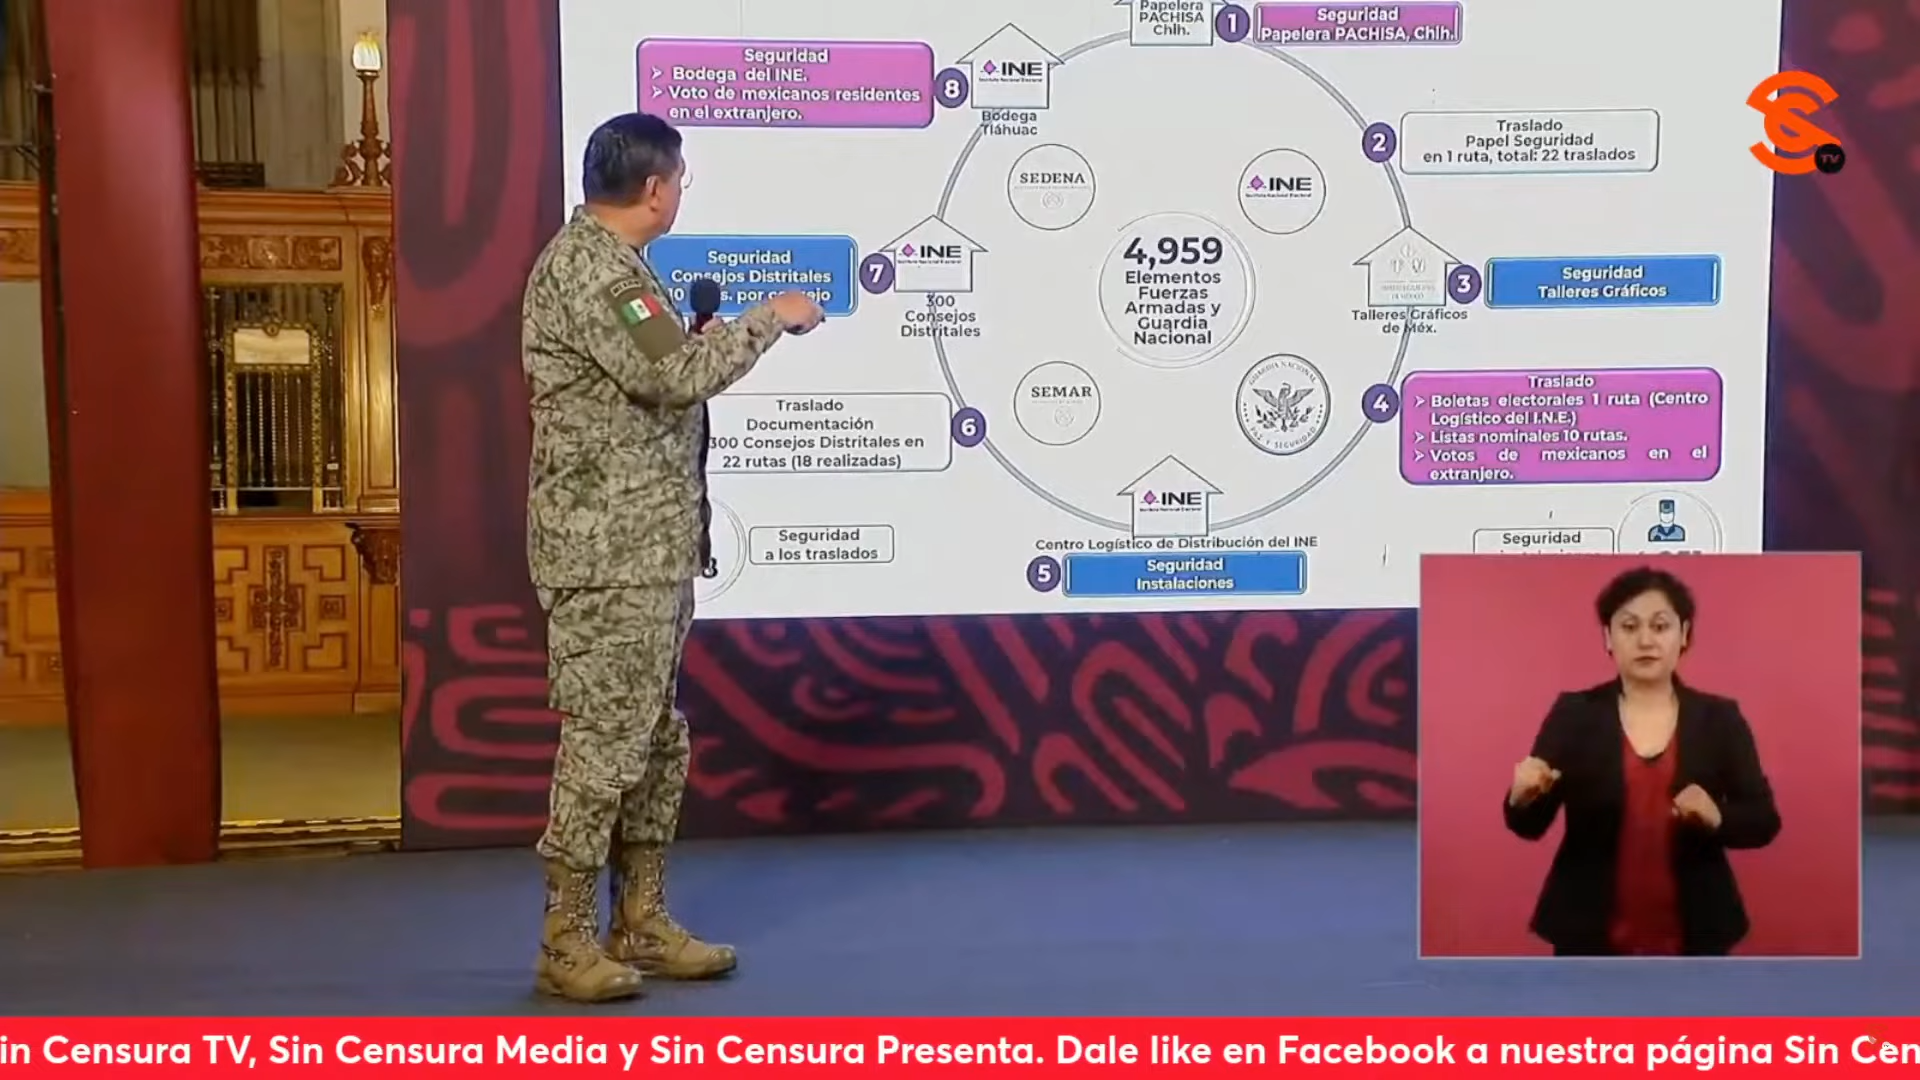 Papelera
PACHISA
Chih.
1
Seguridad
Papelera PACHISA, Chih.
Seguridad
➢ Bodega del INE.
➢ Voto de mexicanos residentes
en el extranjero.
8
INE
Bodega
Tláhuac
2
Traslado
Papel Seguridad
en 1 ruta, total: 22 traslados
TV
SEDENA
INE
Seguridad
Consejos Distritales
por
7
INE
300
Consejos
Distritales
4,959
Elementos
Fuerzas
Armadas y
Guardia
Nacional
3
Seguridad
Talleres Gráficos
Talleres Gráficos
de Méx.
SEMAR
GUARDIA NACIONAL
PAZ Y SEGURIDAD
4
Traslado
➢ Boletas electorales 1 ruta (Centro
Logístico del I.N.E.)
➢ Listas nominales 10 rutas.
➢ Votos de mexicanos en el
extranjero.
Traslado
Documentación
300 Consejos Distritales en
22 rutas (18 realizadas)
6
INE
Seguridad
a los traslados
Centro Logístico de Distribución del INE
5
Seguridad
Instalaciones
Seguridad
in Censura TV, Sin Censura Media y Sin Censura Presenta. Dale like en Facebook a nuestra página Sin Cen